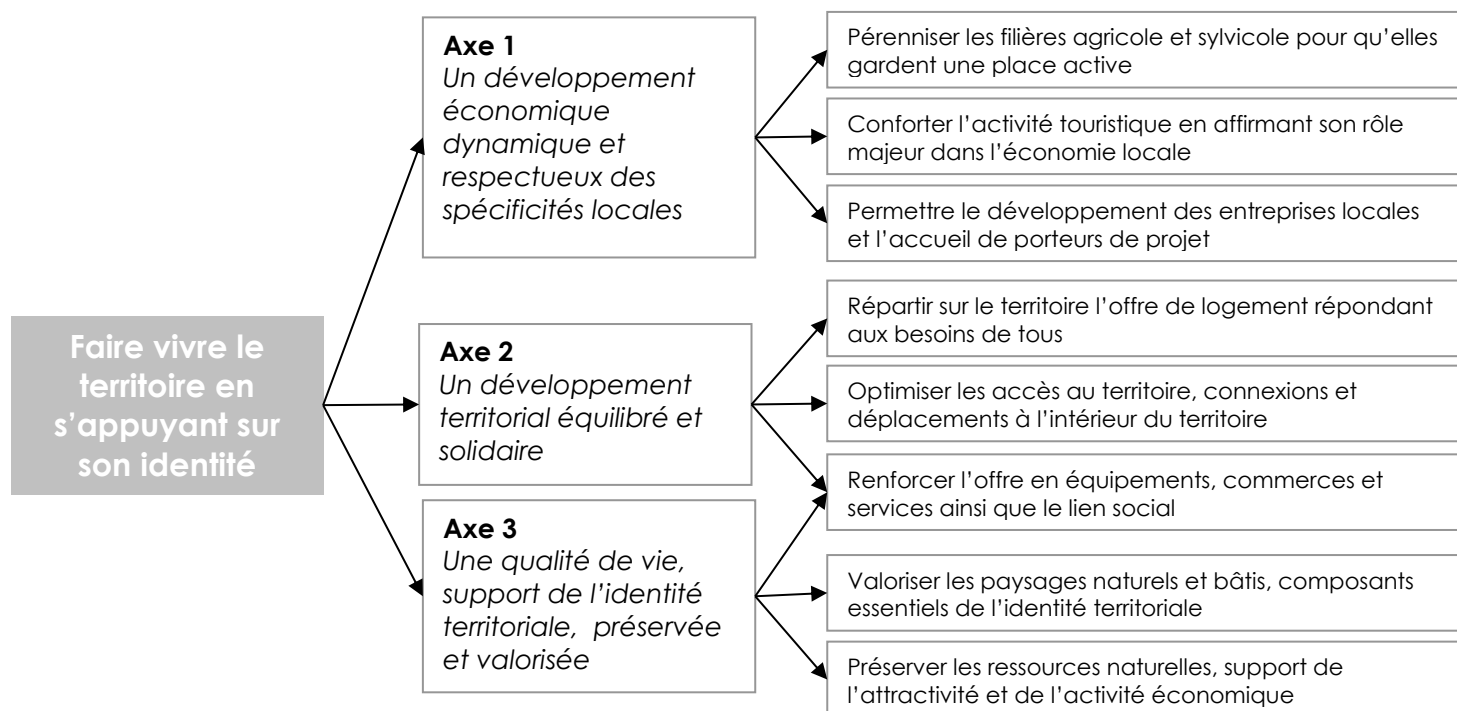 Faire vivre le
territoire en
s'appuyant sur
son identité
Axe 1
Un développement
économique
dynamique et
respectueux des
spécificités locales
Pérenniser les filières agricole et sylvicole pour qu'elles
gardent une place active
Conforter l'activité touristique en affirmant son rôle
majeur dans l'économie locale
Permettre le développement des entreprises locales
et l'accueil de porteurs de projet
Axe 2
Un développement
territorial équilibré et
solidaire
Répartir sur le territoire l'offre de logement répondant
aux besoins de tous
Optimiser les accès au territoire, connexions et
déplacements à l'intérieur du territoire
Renforcer l'offre en équipements, commerces et
services ainsi que le lien social
Axe 3
Une qualité de vie,
support de l'identité
territoriale, préservée
et valorisée
Valoriser les paysages naturels et bâtis, composants
essentiels de l'identité territoriale
Préserver les ressources naturelles, support de
l'attractivité et de l'activité économique